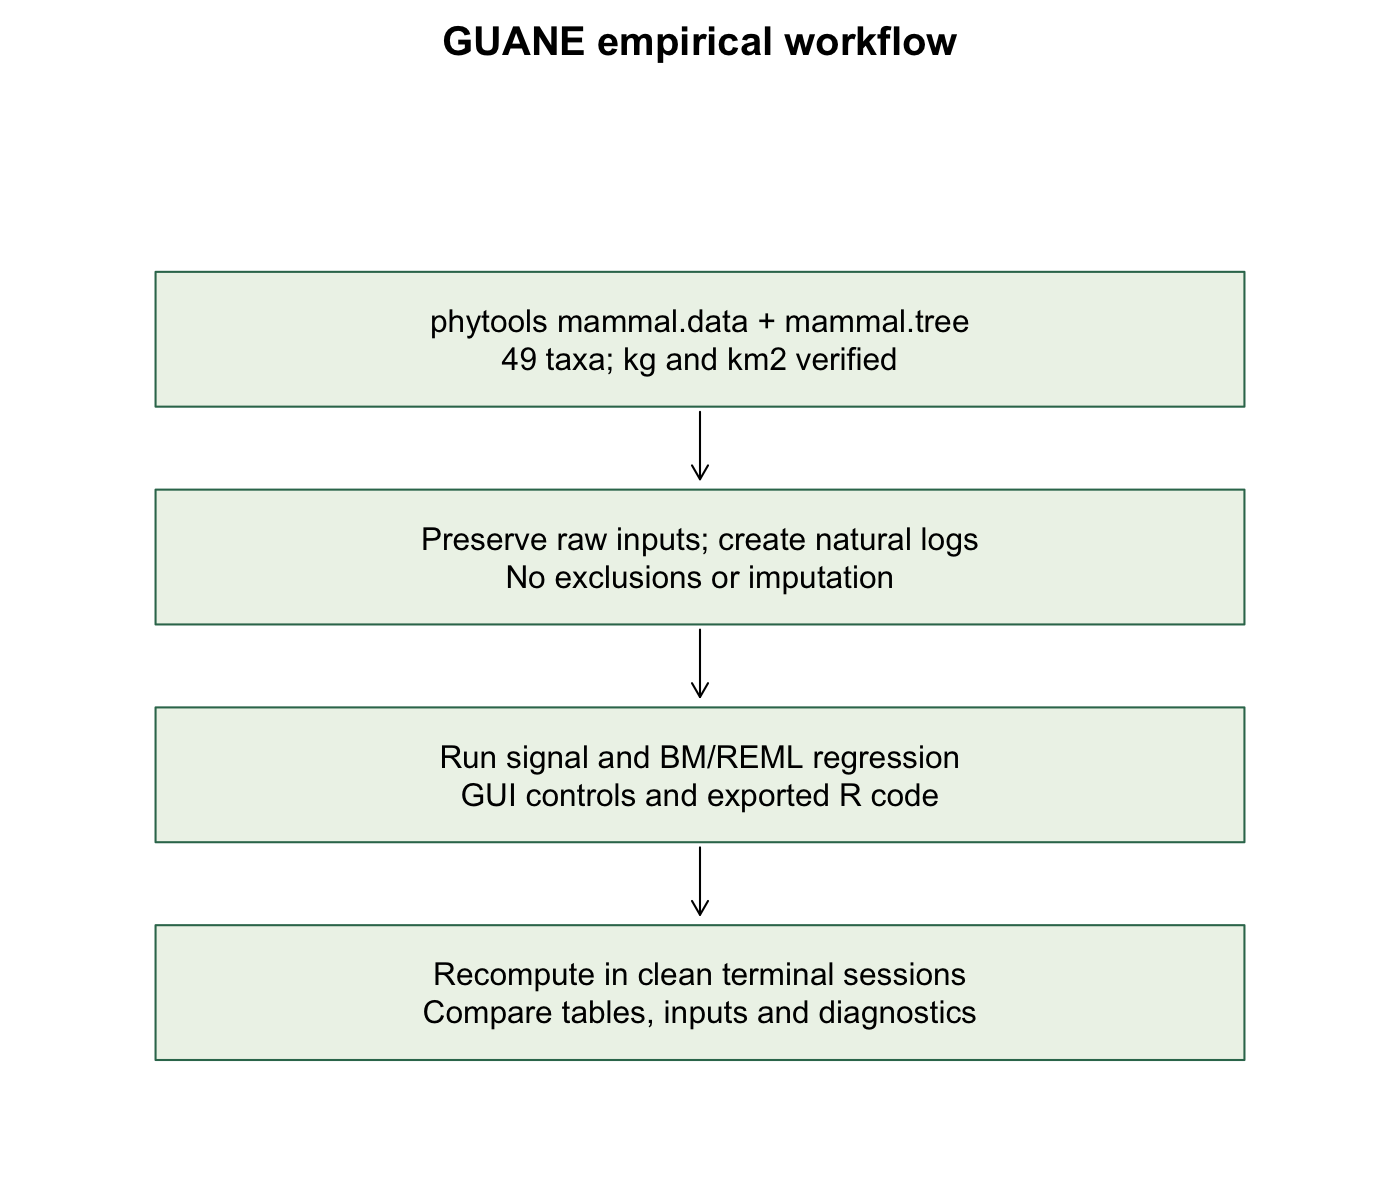 GUANE empirical workflow
phytools mammal.data + mammal.tree
49 taxa; kg and km2 verified
Preserve raw inputs; create natural logs
No exclusions or imputation
Run signal and BM/REML regression
GUI controls and exported R code
Recompute in clean terminal sessions
Compare tables, inputs and diagnostics